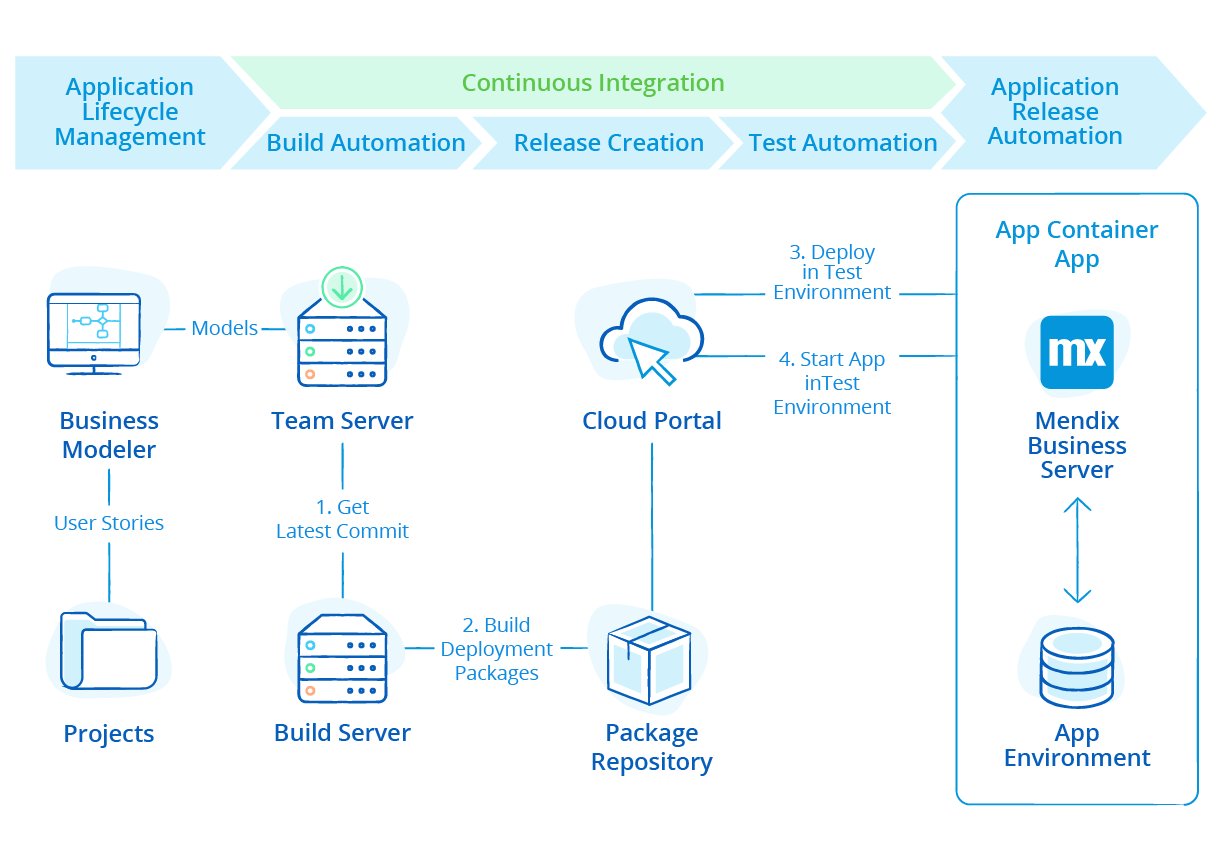 Application
Lifecycle
Management
Continuous Integration
Build Automation
Release Creation
Test Automation
Application
Release
Automation
App Container
App
3. Deploy
in Test
Environment
Models
4. Start App
inTest
Environment
mx
Business
Modeler
Team Server
Cloud Portal
Mendix
Business
Server
User Stories
1. Get
Latest Commit
2. Build
Deployment
Packages
Projects
Build Server
Package
Repository
App
Environment